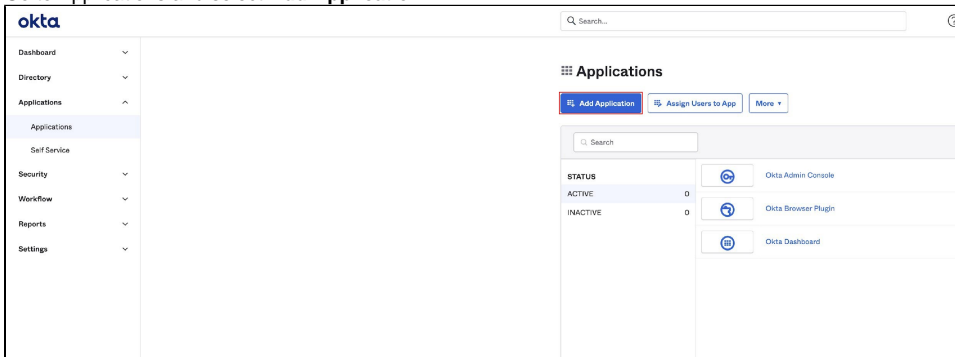 okta
Search...
Dashboard
Directory
Applications
Applications
Self Service
Security
Workflow
Reports
Settings
Applications
Add Application
Assign Users to App
More
Search
STATUS
ACTIVE 0
INACTIVE 0
Okta Admin Console
Okta Browser Plugin
Okta Dashboard